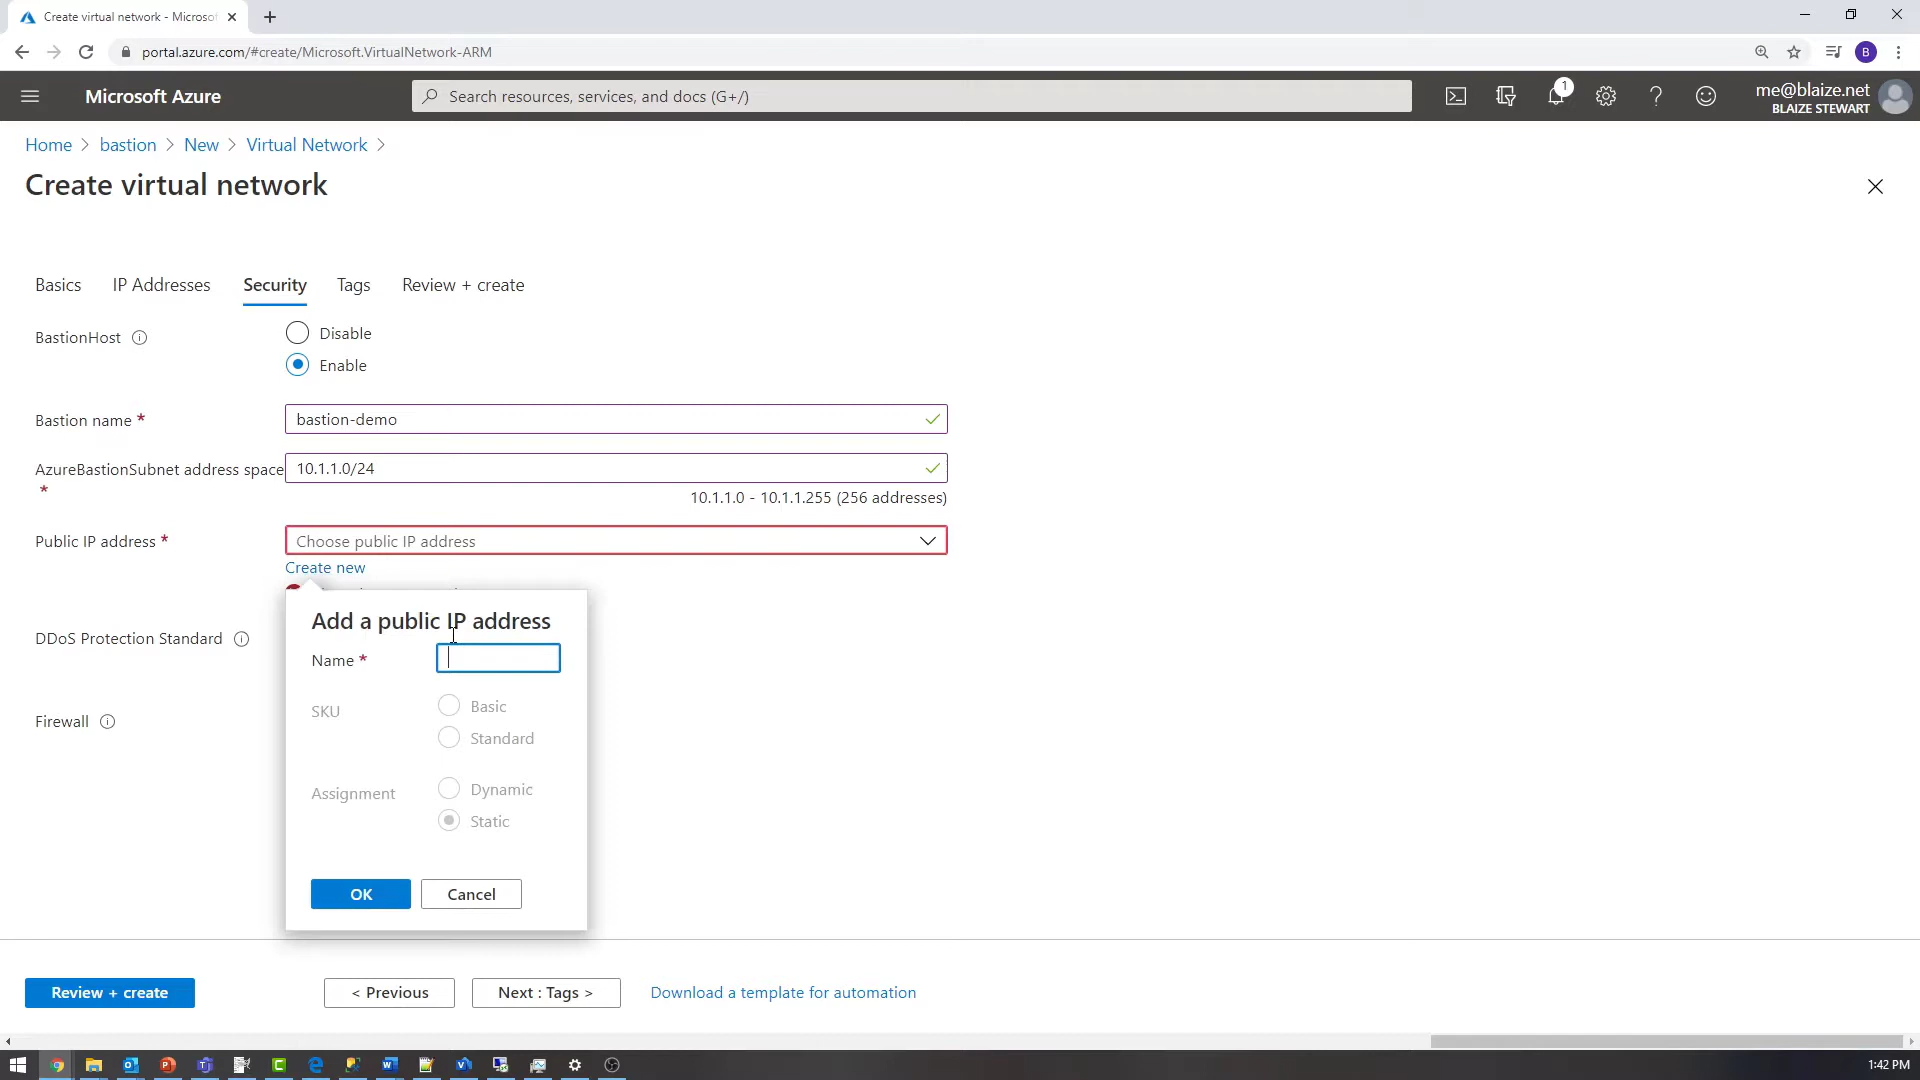 Create virtual network - Microsof
portal.azure.com/#create/Microsoft.VirtualNetwork-ARM
B
Microsoft Azure
Search resources, services, and docs (G+/)
1
me@blaize.net
BLAIZE STEWART
Home > bastion > New > Virtual Network >
Create virtual network
Basics
IP Addresses
Security
Tags
Review + create
BastionHost
Disable
Enable
Bastion name *
bastion-demo
AzureBastionSubnet address space
*
10.1.1.0/24
10.1.1.0 - 10.1.1.255 (256 addresses)
Public IP address *
Choose public IP address
Create new
Add a public IP address
Name *
SKU
Basic
Standard
Assignment
Dynamic
Static
OK
Cancel
DDoS Protection Standard
Firewall
Review + create
< Previous
Next : Tags >
Download a template for automation
1:42 PM